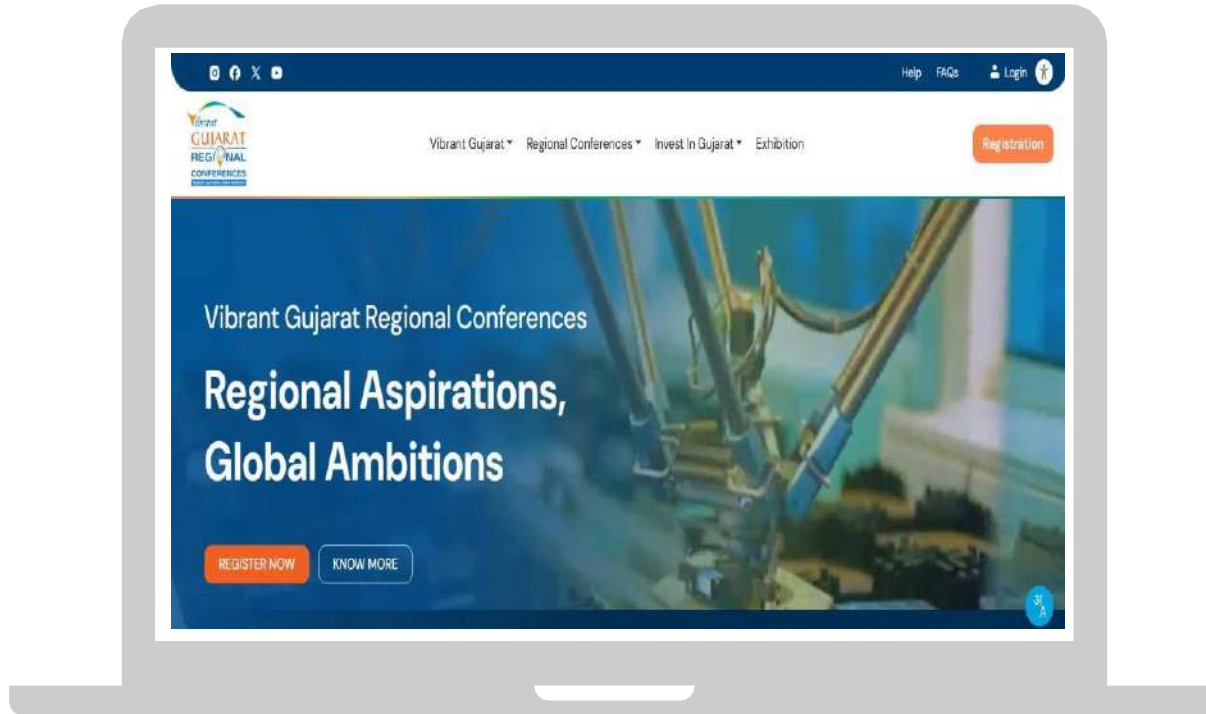 Help FAQs Login
Vibrant
GUJARAT
REGIONAL
CONFERENCES
Vibrant Gujarat Regional Conferences Invest In Gujarat Exhibition
Registration
Vibrant Gujarat Regional Conferences
Regional Aspirations,
Global Ambitions
REGISTER NOW KNOW MORE
अ
A